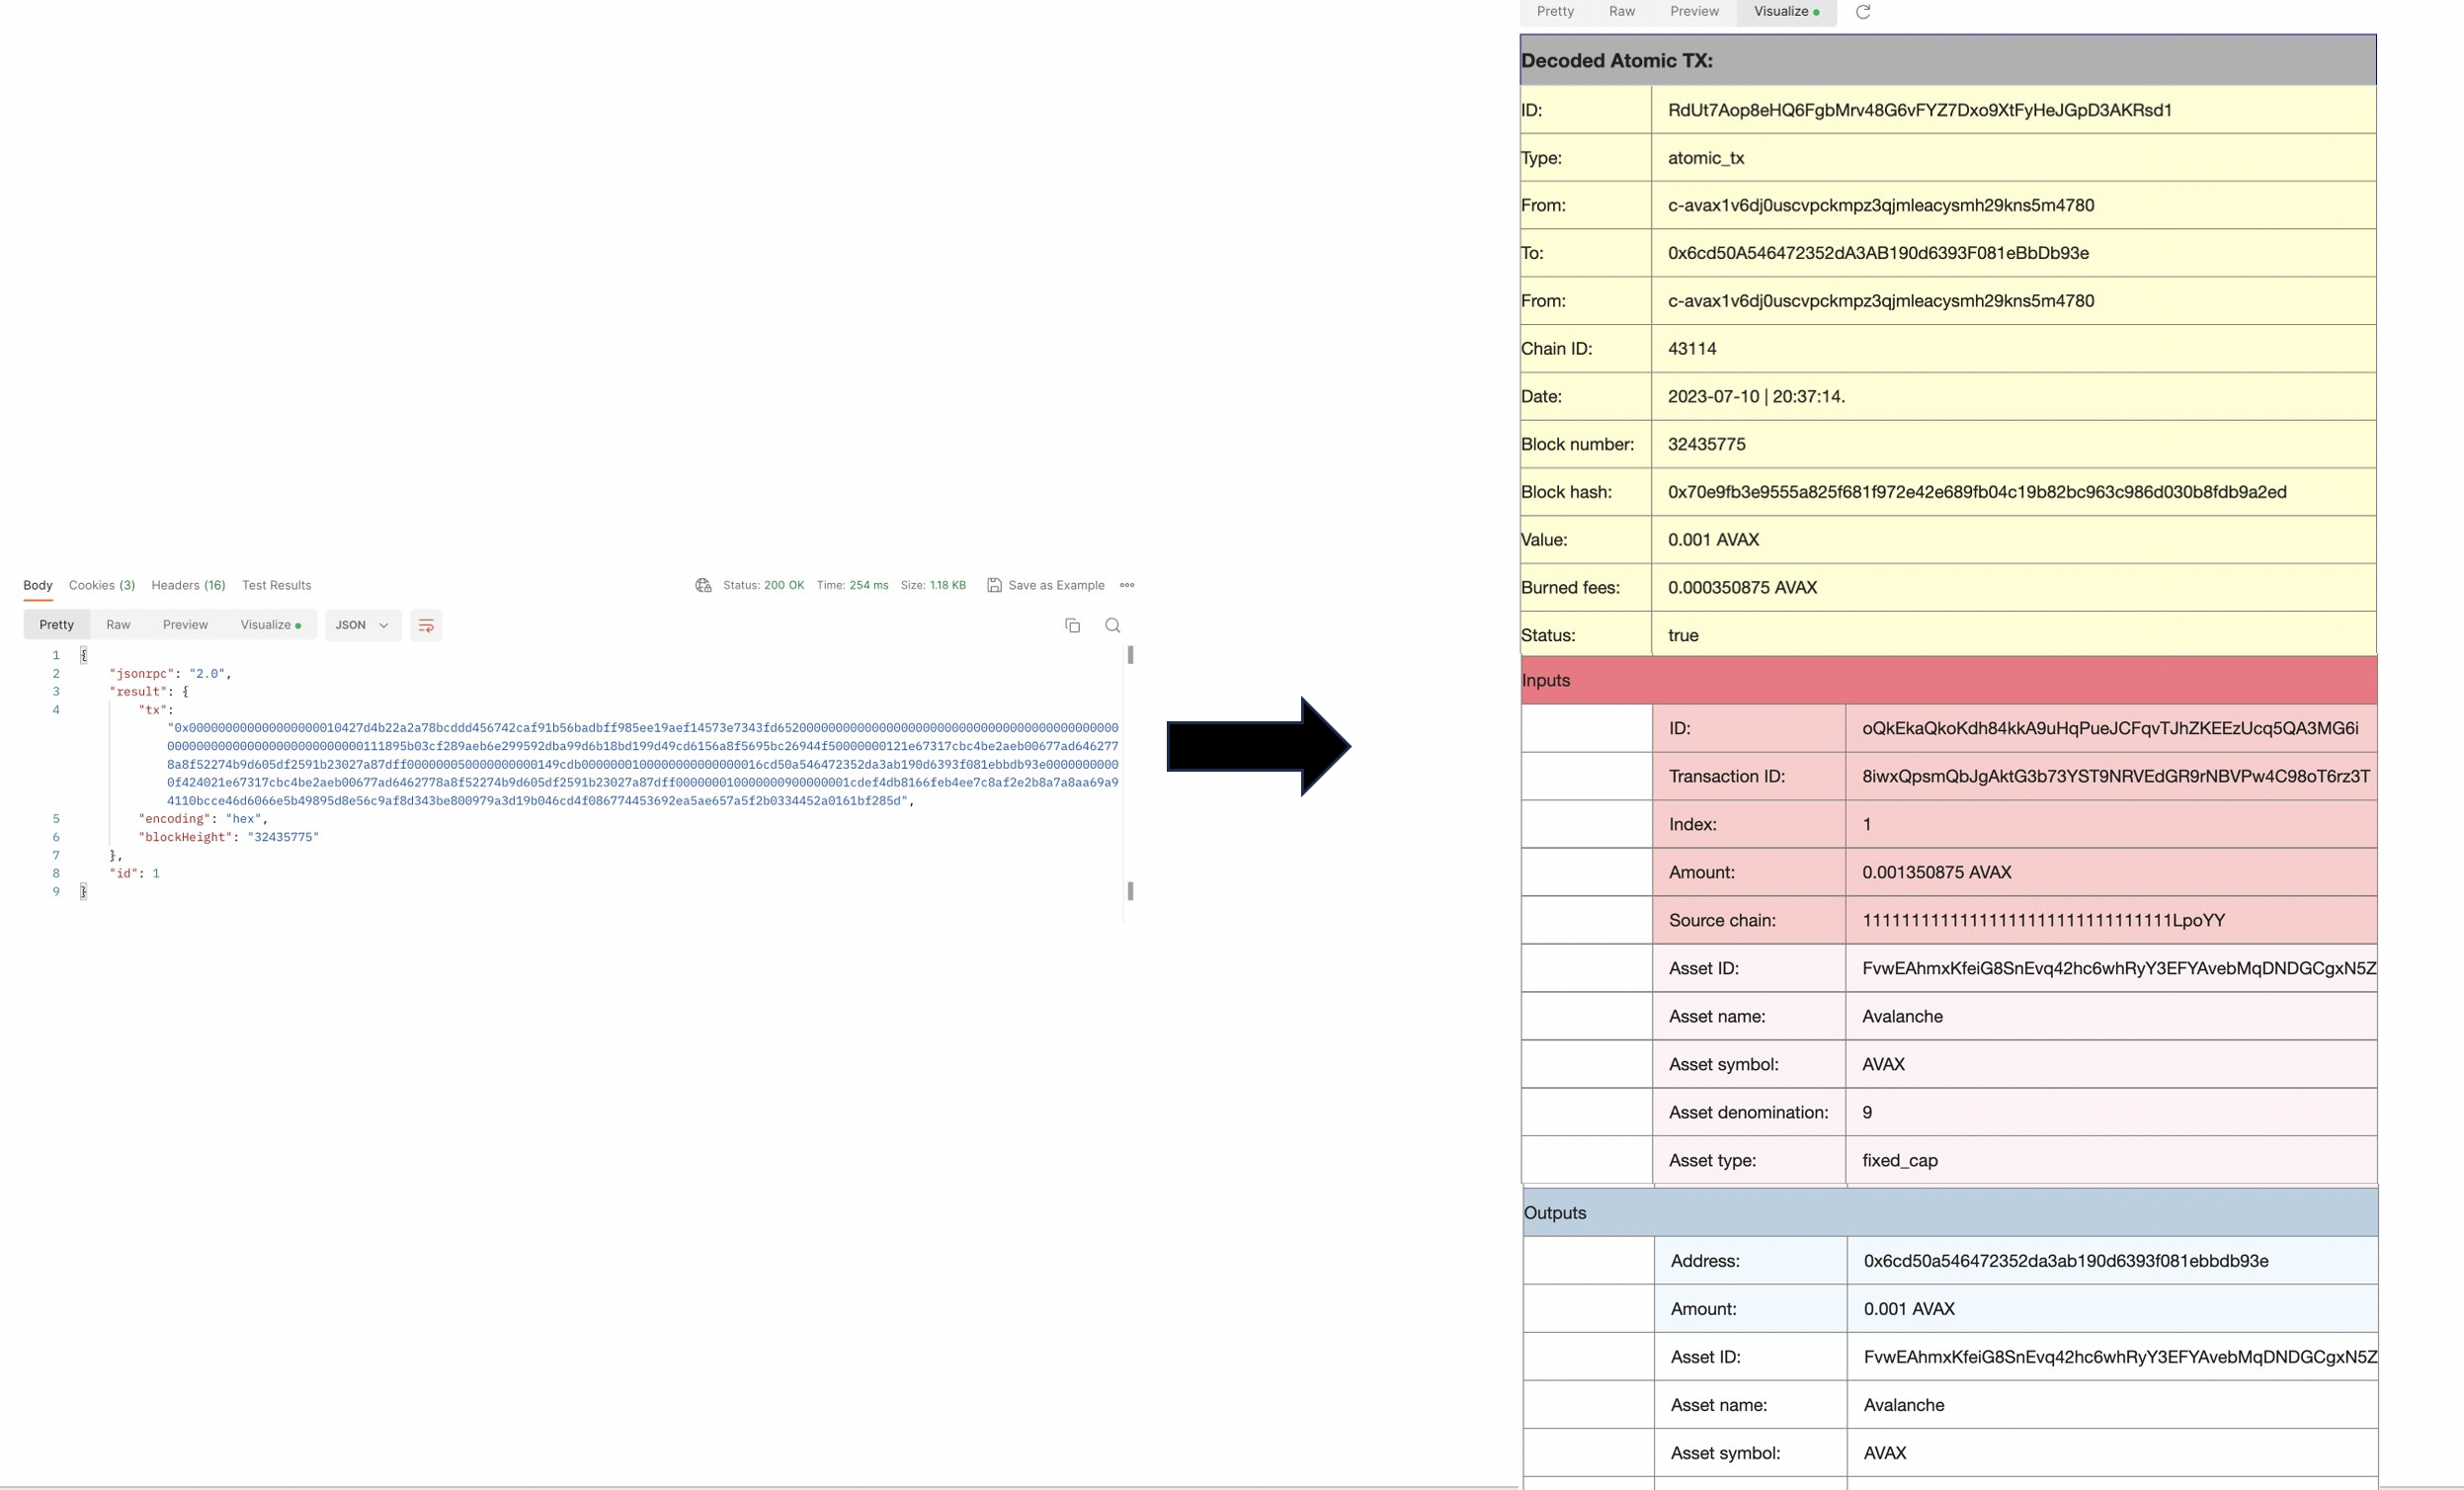 Body Cookies (3) Headers (16) Test Results Status: 200 OK Time: 254 ms Size: 1.18 KB Save as Example
Pretty Raw Preview Visualize JSON
1 {
2 "jsonrpc": "2.0",
3 "result": {
4 "tx":
5 "encoding": "hex",
6 "blockHeight": "32435775"
7 },
8 "id": 1
9 }
Pretty Raw Preview Visualize
Decoded Atomic TX:
ID: RdUt7Aop8eHQ6FgbMrv48G6vFYZ7Dxo9XtFyHeJGpD3AKRsd1
Type: atomic_tx
From: c-avax1v6dj0uscvpckmpz3qjmleacysmh29kns5m4780
To: 0x6cd50A546472352dA3AB190d6393F081eBbDb93e
From: c-avax1v6dj0uscvpckmpz3qjmleacysmh29kns5m4780
Chain ID: 43114
Date: 2023-07-10 | 20:37:14.
Block number: 32435775
Block hash: 0x70e9fb3e9555a825f681f972e42e689fb04c19b82bc963c986d030b8fdb9a2ed
Value: 0.001 AVAX
Burned fees: 0.000350875 AVAX
Status: true
Inputs
ID: oQkEkaQkoKdh84kkA9uHqPueJCFqvTJhZKEEzUcq5QA3MG6i
Transaction ID: 8iwxQpsmQbJgAktG3b73YST9NRVEdGR9rNBVPw4C98oT6rz3T
Index: 1
Amount: 0.001350875 AVAX
Source chain: 11111111111111111111111111111111LpoYY
Asset ID: FvwEAhmxKfeiG8SnEvq42hc6whRyY3EFYAvebMqDNDGCgxN5Z
Asset name: Avalanche
Asset symbol: AVAX
Asset denomination: 9
Asset type: fixed_cap
Outputs
Address: 0x6cd50a546472352da3ab190d6393f081ebbdb93e
Amount: 0.001 AVAX
Asset ID: FvwEAhmxKfeiG8SnEvq42hc6whRyY3EFYAvebMqDNDGCgxN5Z
Asset name: Avalanche
Asset symbol: AVAX